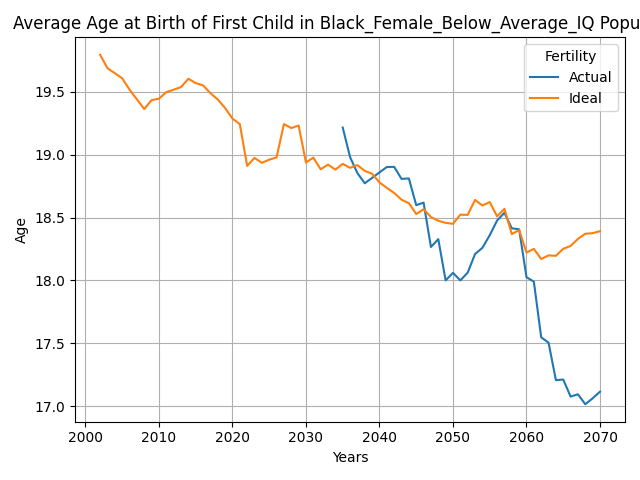 Average Age at Birth of First Child in Black_Female_Below_Average_IQ Popu
Fertility
Actual
Ideal
19.5
19.0
18.5
18.0
17.5
17.0
Age
2000 2010 2020 2030 2040 2050 2060 2070
Years